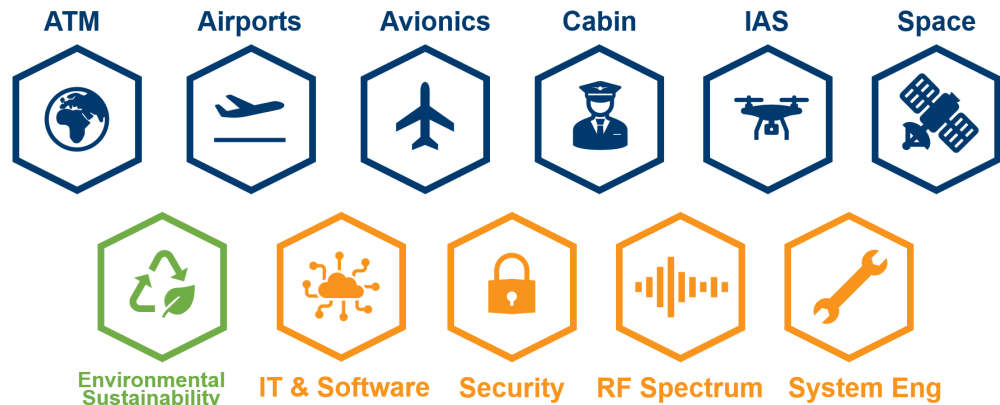 ATM
Airports
Avionics
Cabin
IAS
Space
Environmental
Sustainability
IT & Software
Security
RF Spectrum
System Eng